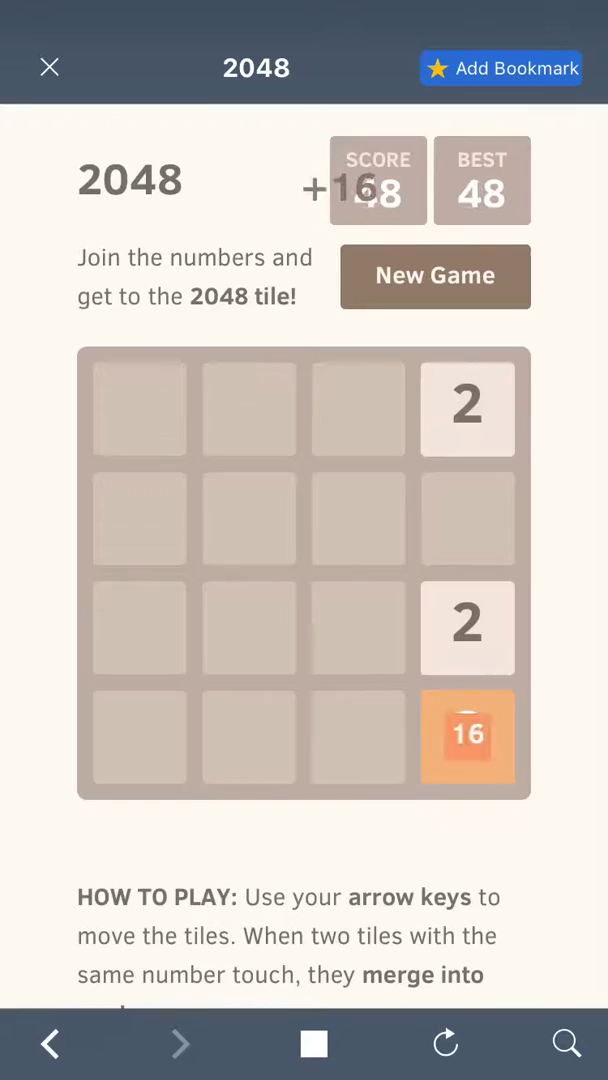 2048
Add Bookmark
2048
+16
SCORE
48
BEST
48
Join the numbers and
get to the 2048 tile!
New Game
2
2
16
HOW TO PLAY: Use your arrow keys to
move the tiles. When two tiles with the
same number touch, they merge into